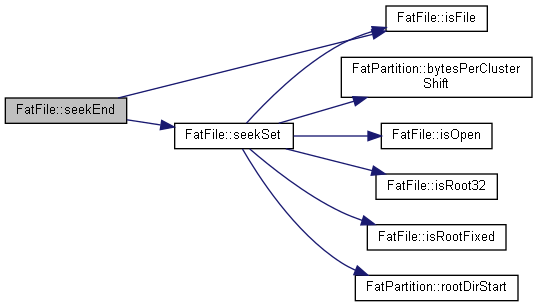 FatFile::isFile
FatPartition::bytesPerCluster
Shift
FatFile::seekEnd
FatFile::seekSet
FatFile::isOpen
FatFile::isRoot32
FatFile::isRootFixed
FatPartition::rootDirStart